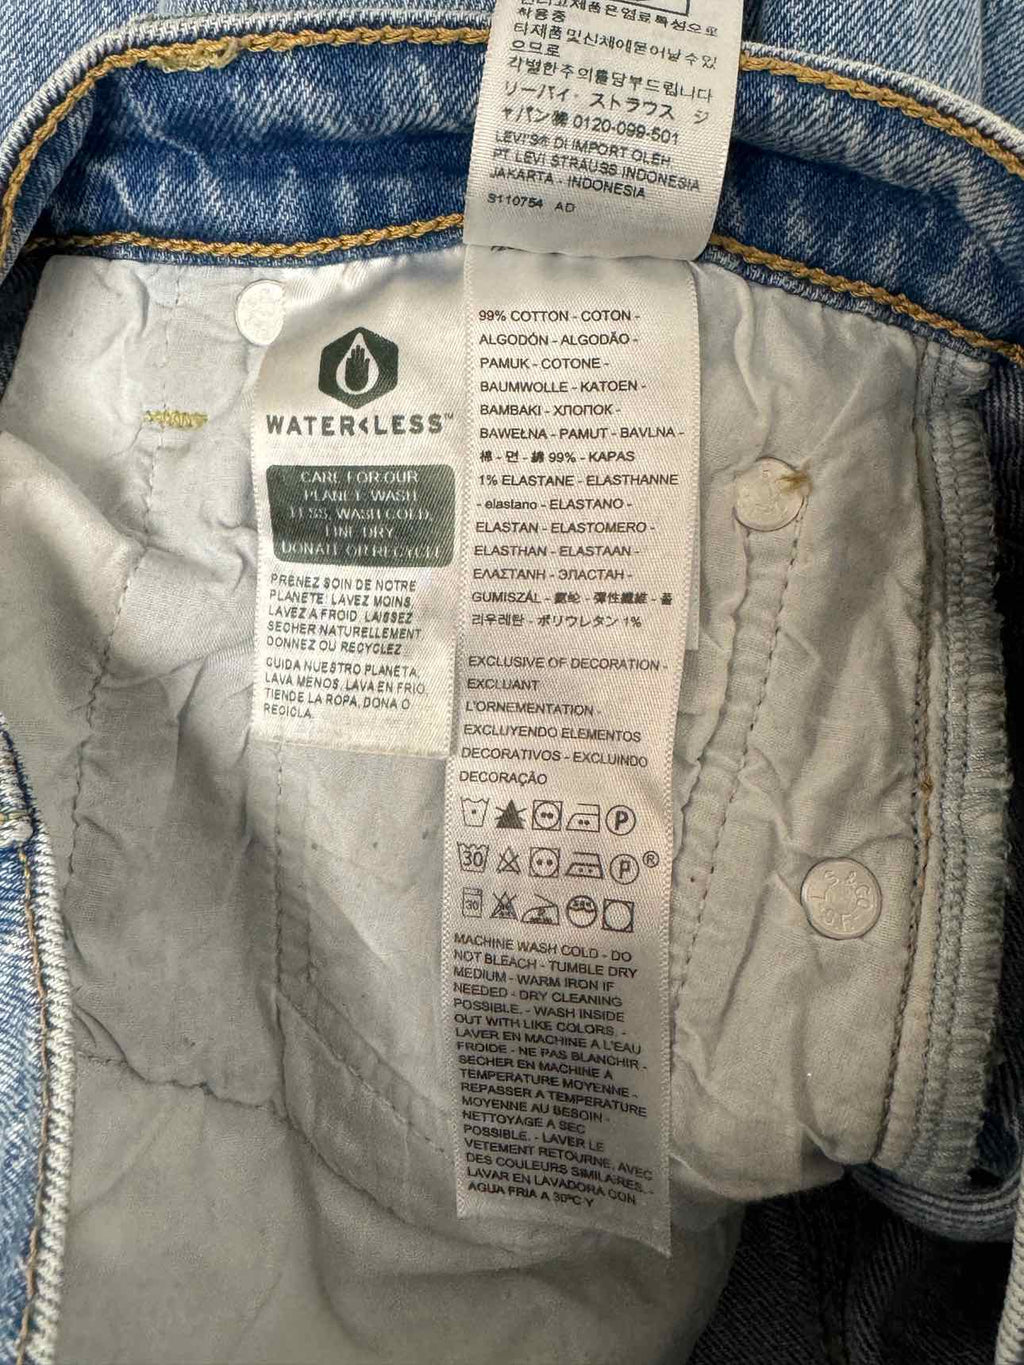 착용중
타제품및신체에묻어날수있
으므로
각별한주의를당부드립니다
リーバイ・ストラウス ジ
ャパン㈱ 0120-099-501
LEVI'S® DI IMPORT OLEH
PT LEVI STRAUSS INDONESIA
JAKARTA - INDONESIA
S110754 AD
WATER<LESS™
CARE FOR OUR
PLANET WASH
LESS, WASH COLD,
LINE DRY
DONATE OR RECYCLE
PRENEZ SOIN DE NOTRE
PLANETE LAVEZ MOINS,
LAVEZ A FROID, LAISSEZ
SECHER NATURELLEMENT,
DONNEZ OU RECYCLEZ
CUIDA NUESTRO PLANETA,
LAVA MENOS, LAVA EN FRIO,
TIENDE LA ROPA, DONA O
RECICLA.
99% COTTON - COTON -
ALGODÓN - ALGODÃO -
PAMUK - COTONE -
BAUMWOLLE - KATOEN -
BAMBAKI - ХЛОПОК -
BAWEŁNA - PAMUT - BAVLNA -
棉 - 면 - 綿 99% - KAPAS
1% ELASTANE - ELASTHANNE
- elastano - ELASTANO -
ELASTAN - ELASTOMERO -
ELASTHAN - ELASTAAN -
ΕΛΑΣΤΑΝΗ - ЭЛАСТАН -
GUMISZÁL - 氨纶 - 彈性纖維 - 폴
리우레탄 - ポリウレタン 1%
EXCLUSIVE OF DECORATION -
EXCLUANT
L'ORNEMENTATION -
EXCLUYENDO ELEMENTOS
DECORATIVOS - EXCLUINDO
DECORAÇÃO
P
30 P ®
30
MACHINE WASH COLD - DO
NOT BLEACH - TUMBLE DRY
MEDIUM - WARM IRON IF
NEEDED - DRY CLEANING
POSSIBLE. - WASH INSIDE
OUT WITH LIKE COLORS. -
LAVER EN MACHINE A L'EAU
FROIDE - NE PAS BLANCHIR -
SECHER EN MACHINE A
TEMPERATURE MOYENNE -
REPASSER A TEMPERATURE
MOYENNE AU BESOIN -
NETTOYAGE A SEC
POSSIBLE. - LAVER LE
VETEMENT RETOURNE, AVEC
DES COULEURS SIMILAIRES. -
LAVAR EN LAVADORA CON
AGUA FRIA A 30ºC Y